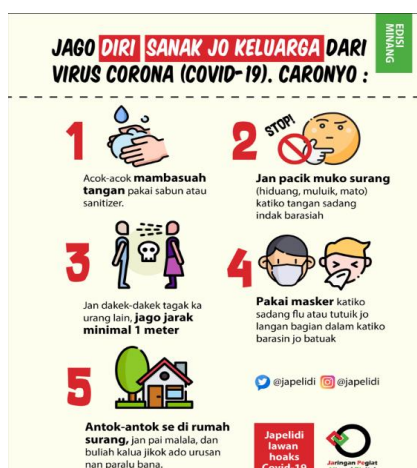 EDISI
MINANG
JAGO DIRI SANAK JO KELUARGA DARI
VIRUS CORONA (COVID-19). CARONYO :
1
Acok-acok mambasuah
tangan pakai sabun atau
sanitizer.
2
STOP!
Jan pacik muko surang
(hiduang, muluik, mato)
katiko tangan sadang
indak barasiah
3
Jan dakek-dakek tagak ka
urang lain, jago jarak
minimal 1 meter
4
Pakai masker katiko
sadang flu atau tutuik jo
langan bagian dalam katiko
barasin jo batuak
5
Antok-antok se di rumah
surang, jan pai malala, dan
buliah kalua jikok ado urusan
nan paralu bana.
@japelidi @japelidi
Japelidi
lawan
hoaks
Covid-19
Jaringan Pegiat